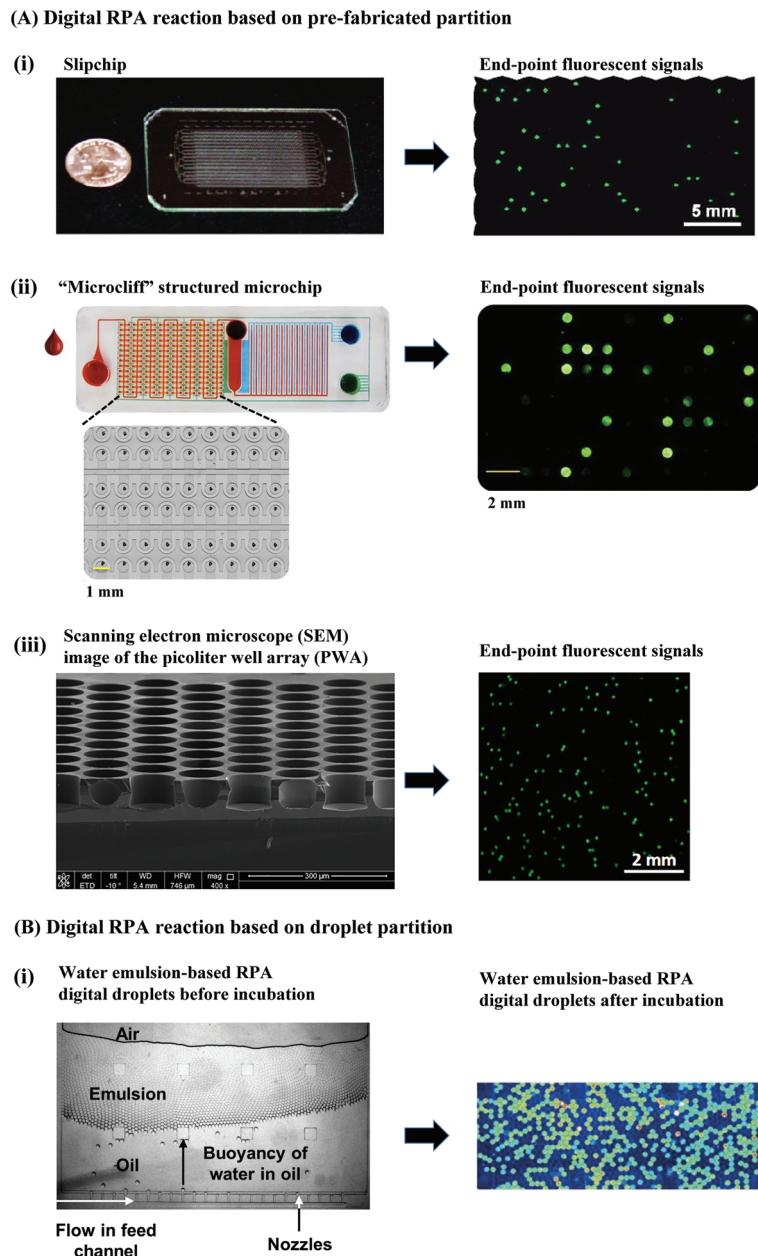 (A) Digital RPA reaction based on pre-fabricated partition
(i)
Slipchip
End-point fluorescent signals
5 mm
(ii)
“Microcliff” structured microchip
End-point fluorescent signals
1 mm
2 mm
(iii)
Scanning electron microscope (SEM)
image of the picoliter well array (PWA)
End-point fluorescent signals
det tilt WD HFW mag 300 μm
ETD -10 ° 5.4 mm 746 μm 400 x
2 mm
(B) Digital RPA reaction based on droplet partition
(i)
Water emulsion-based RPA
digital droplets before incubation
Water emulsion-based RPA
digital droplets after incubation
Air
Emulsion
Oil
Buoyancy of
water in oil
Flow in feed
channel
Nozzles